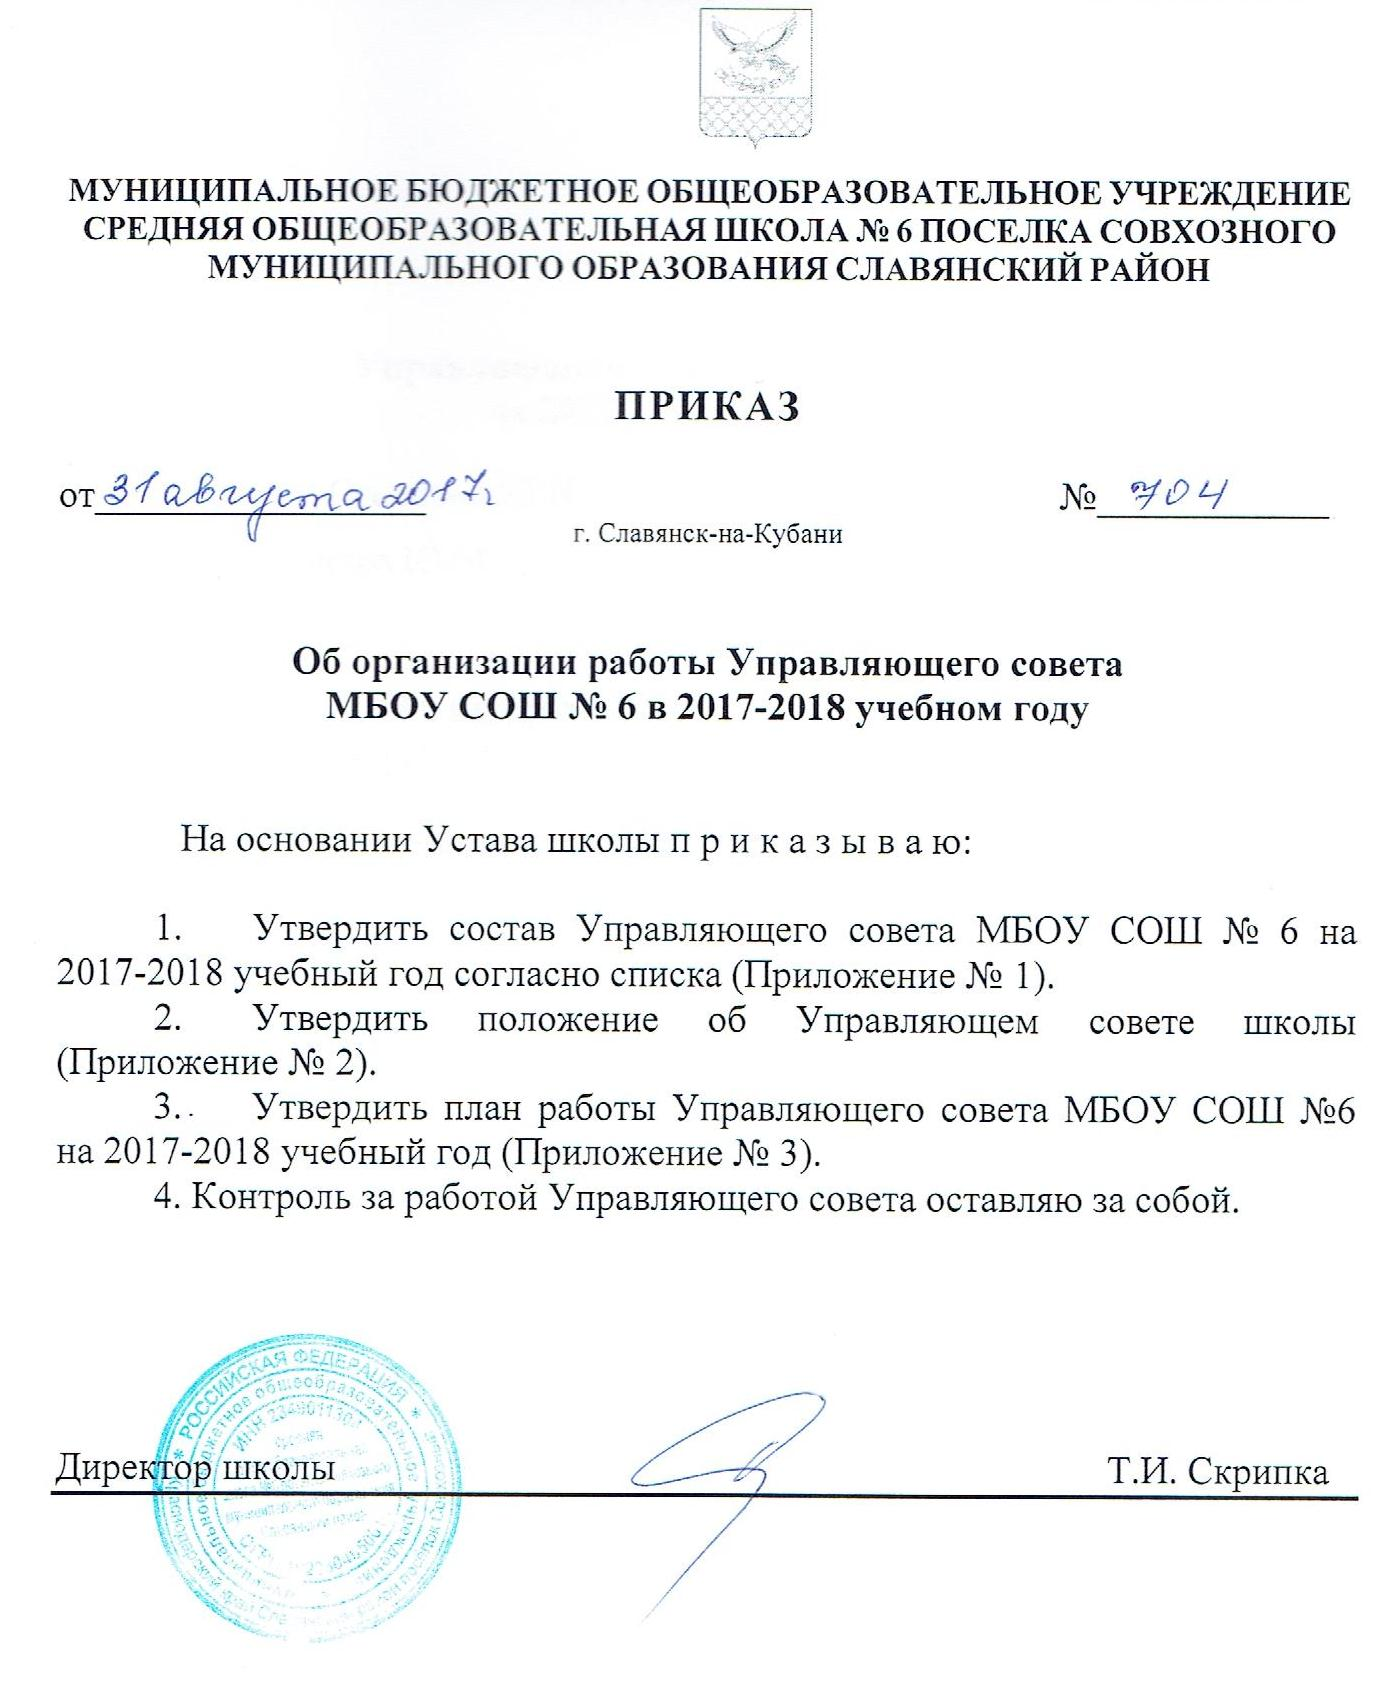 МУНИЦИПАЛЬНОЕ БЮДЖЕТНОЕ ОБЩЕОБРАЗОВАТЕЛЬНОЕ УЧРЕЖДЕНИЕ
СРЕДНЯЯ ОБЩЕОБРАЗОВАТЕЛЬНАЯ ШКОЛА № 6 ПОСЕЛКА СОВХОЗНОГО
МУНИЦИПАЛЬНОГО ОБРАЗОВАНИЯ СЛАВЯНСКИЙ РАЙОН
ПРИКАЗ
от 31 августа 2017г № 704
г. Славянск-на-Кубани
Об организации работы Управляющего совета
МБОУ СОШ № 6 в 2017-2018 учебном году
На основании Устава школы п р и к а з ы в а ю:
1. Утвердить состав Управляющего совета МБОУ СОШ № 6 на
2017-2018 учебный год согласно списка (Приложение № 1).
2. Утвердить положение об Управляющем совете школы
(Приложение № 2).
3. Утвердить план работы Управляющего совета МБОУ СОШ №6
на 2017-2018 учебный год (Приложение № 3).
4. Контроль за работой Управляющего совета оставляю за собой.
РОССИЙСКАЯ ФЕДЕРАЦИЯ
общеобразовательное
ИНН
Директор школы Т.И. Скрипка